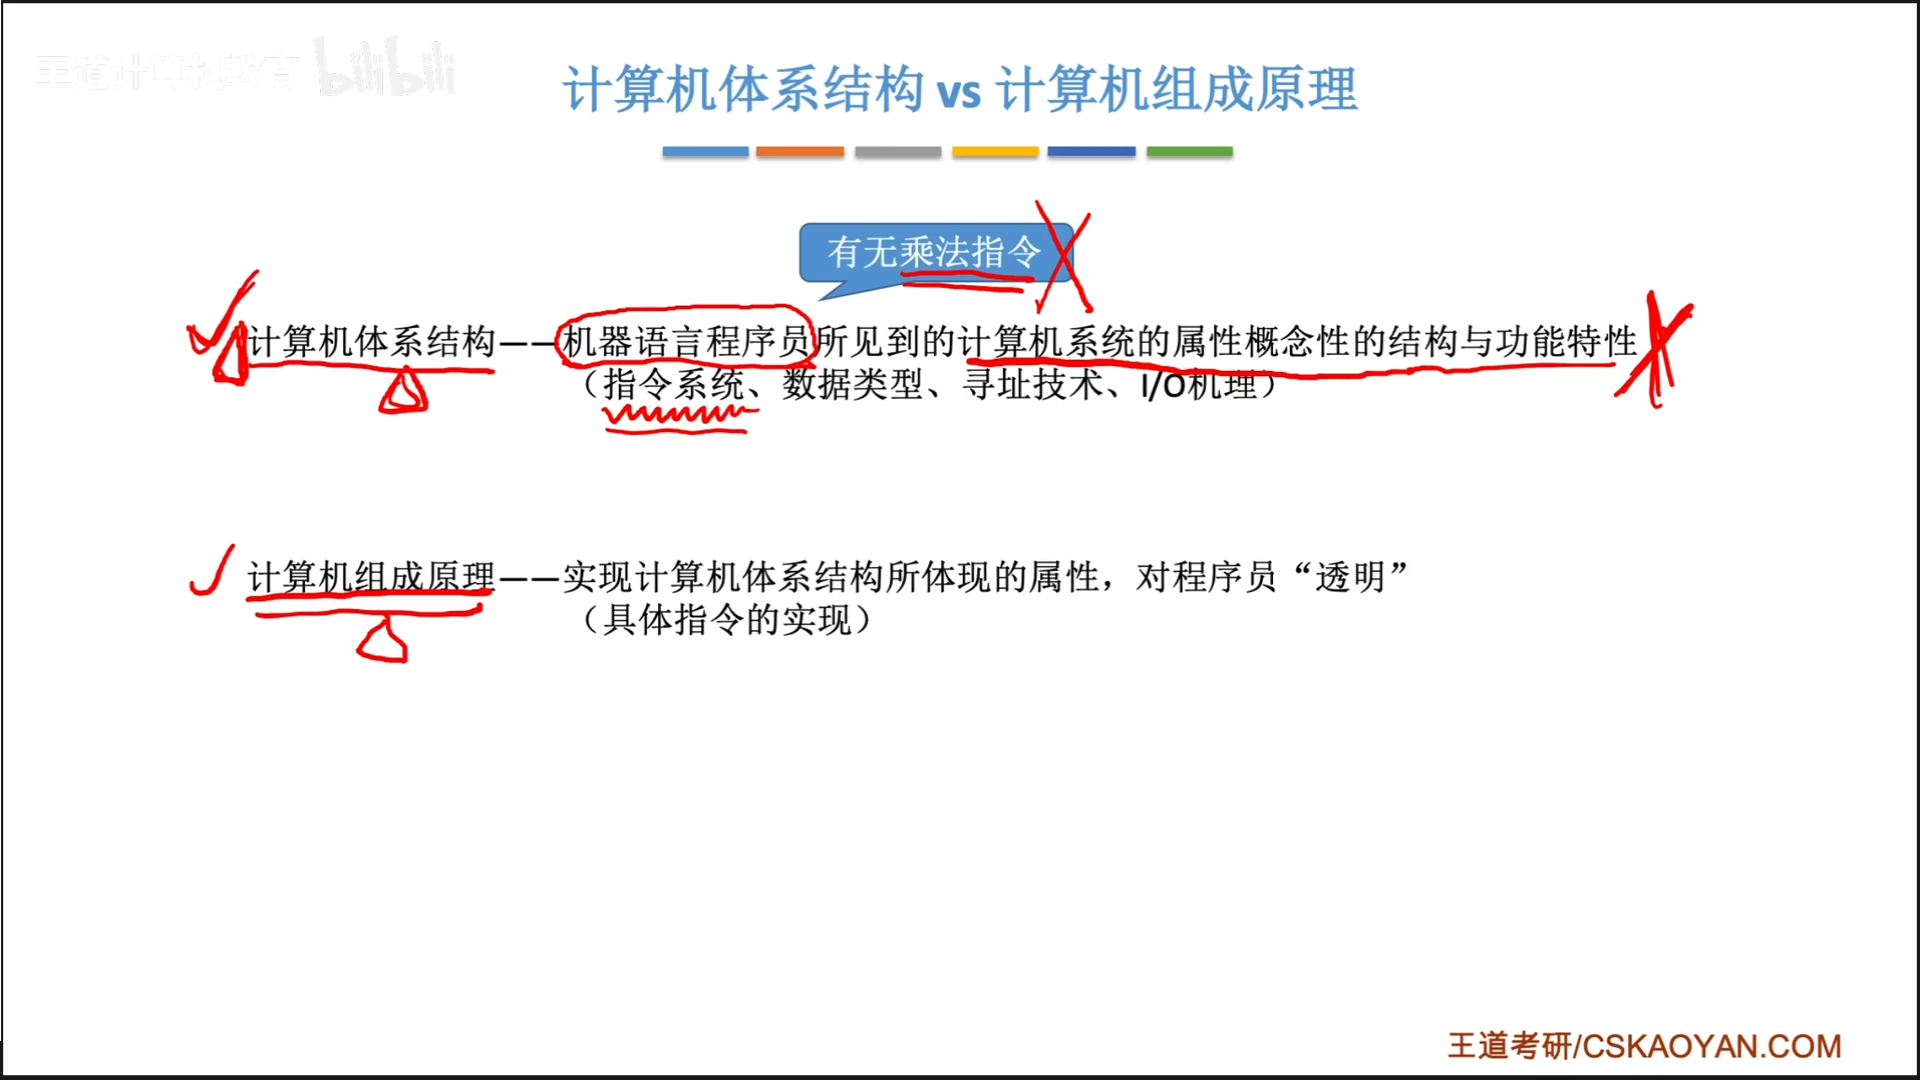 王道计算机教育 bilibili
计算机体系结构 vs 计算机组成原理
有无乘法指令
计算机体系结构——机器语言程序员所见到的计算机系统的属性概念性的结构与功能特性
（指令系统、数据类型、寻址技术、I/O机理）
计算机组成原理——实现计算机体系结构所体现的属性，对程序员“透明”
（具体指令的实现）
王道考研/CSKAOYAN.COM